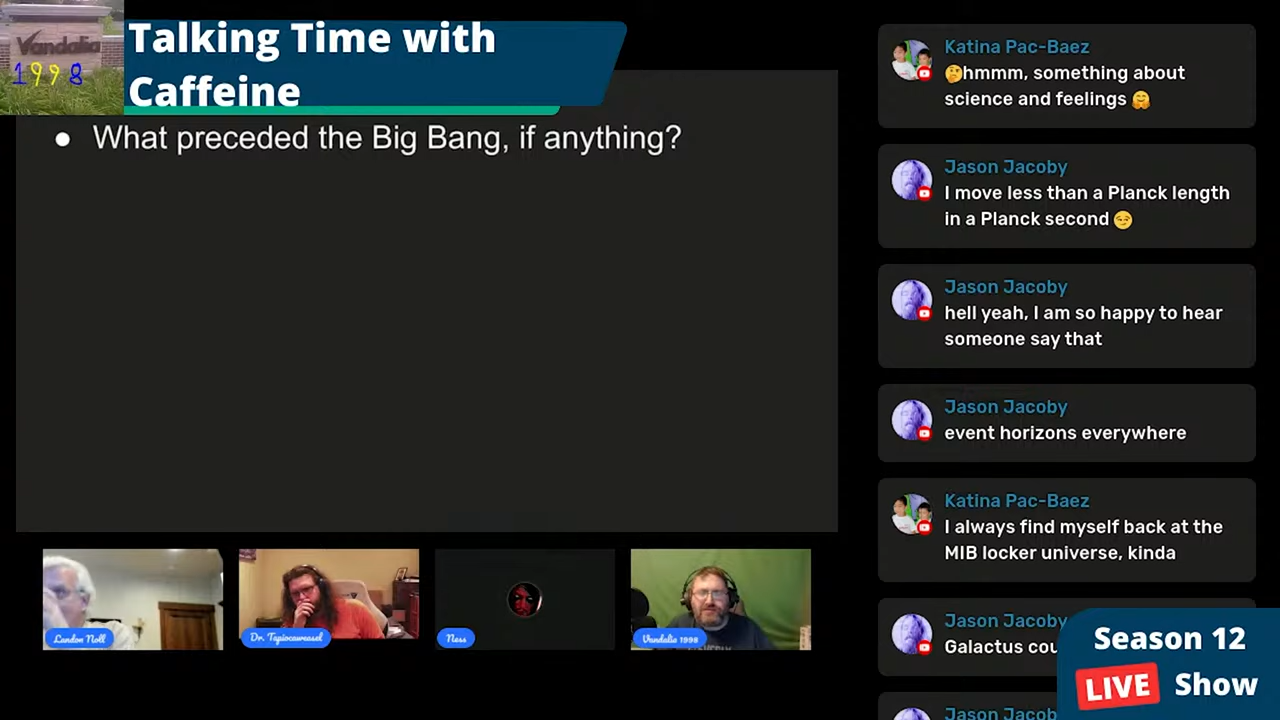 Vandalia
1998
Talking Time with
Caffeine
● What preceded the Big Bang, if anything?
Landon Noll
Dr. Tapiocaweasel
Ness
Vandalia 1998
Katina Pac-Baez
🤔hmmm, something about
science and feelings 🤗
Jason Jacoby
I move less than a Planck length
in a Planck second 😏
Jason Jacoby
hell yeah, I am so happy to hear
someone say that
Jason Jacoby
event horizons everywhere
Katina Pac-Baez
I always find myself back at the
MIB locker universe, kinda
Jason Jacoby
Galactus
Jason Jacoby
Season 12
LIVE Show